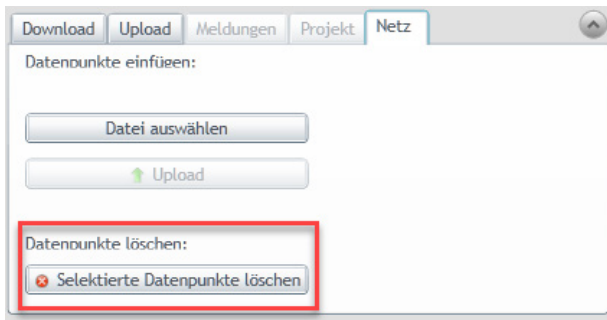 Download Upload Meldungen Projekt Netz
Datenpunkte einfügen:
Datei auswählen
Upload
Datenpunkte löschen:
Selektierte Datenpunkte löschen